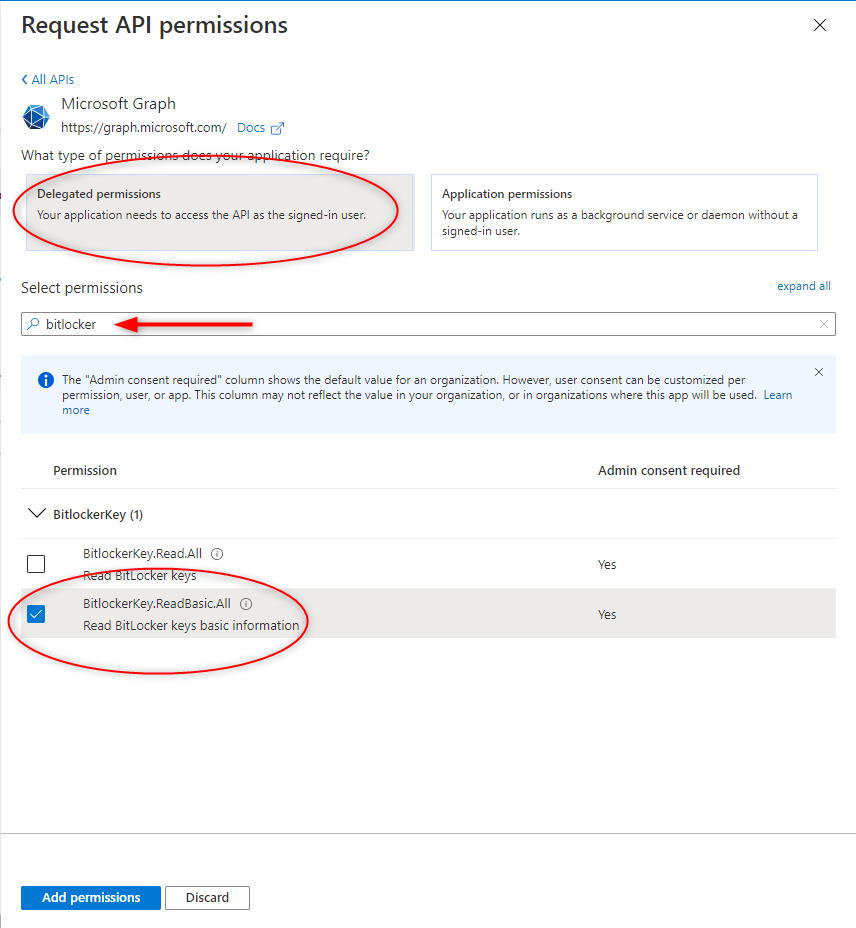 Request API permissions
All APIs
Microsoft Graph
https://graph.microsoft.com/ Docs
What type of permissions does your application require?
Delegated permissions
Your application needs to access the API as the signed-in user.
Application permissions
Your application runs as a background service or daemon without a
signed-in user.
Select permissions
expand all
bitlocker
The "Admin consent required" column shows the default value for an organization. However, user consent can be customized per
permission, user, or app. This column may not reflect the value in your organization, or in organizations where this app will be used. Learn
more
Permission
Admin consent required
BitlockerKey (1)
BitlockerKey.Read.All
Read BitLocker keys
Yes
BitlockerKey.ReadBasic.All
Read BitLocker keys basic information
Yes
Add permissions
Discard